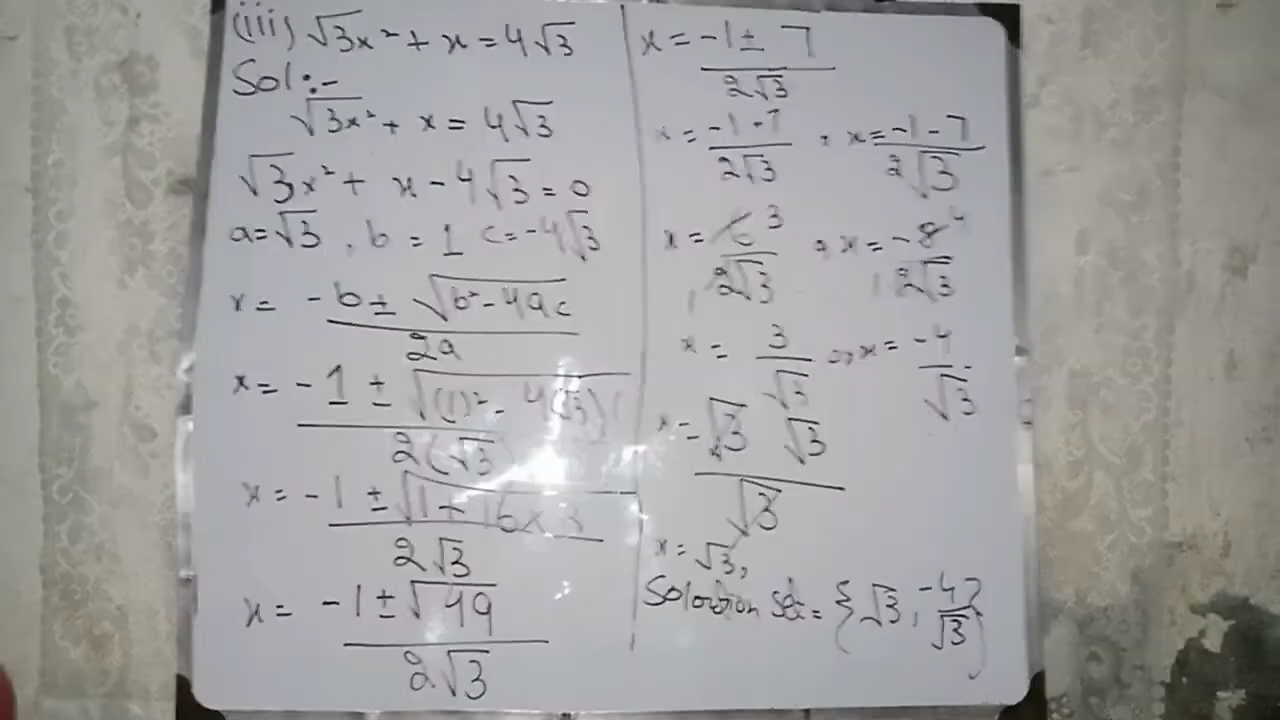 (iii) √3x² + x = 4√3
Sol:-
√3x² + x = 4√3
√3x² + x - 4√3 = 0
a=√3, b = 1 c=-4√3
x = -b ± √b²-4ac
2a
x = -1 ± √(1)² - 4(√3)(
2(√3)
x = -1 ± √1 + 16×3
2√3
x = -1 ± √49
2√3
x = -1 ± 7
2√3
x = -1+7 , x = -1-7
2√3 2√3
x = 6 3 , x = -8
2√3 2√3
x = 3 , x = -4
√3 √3
x = √3 √3
√3
x = √3,
Solution Set = {√3, -4}
√3